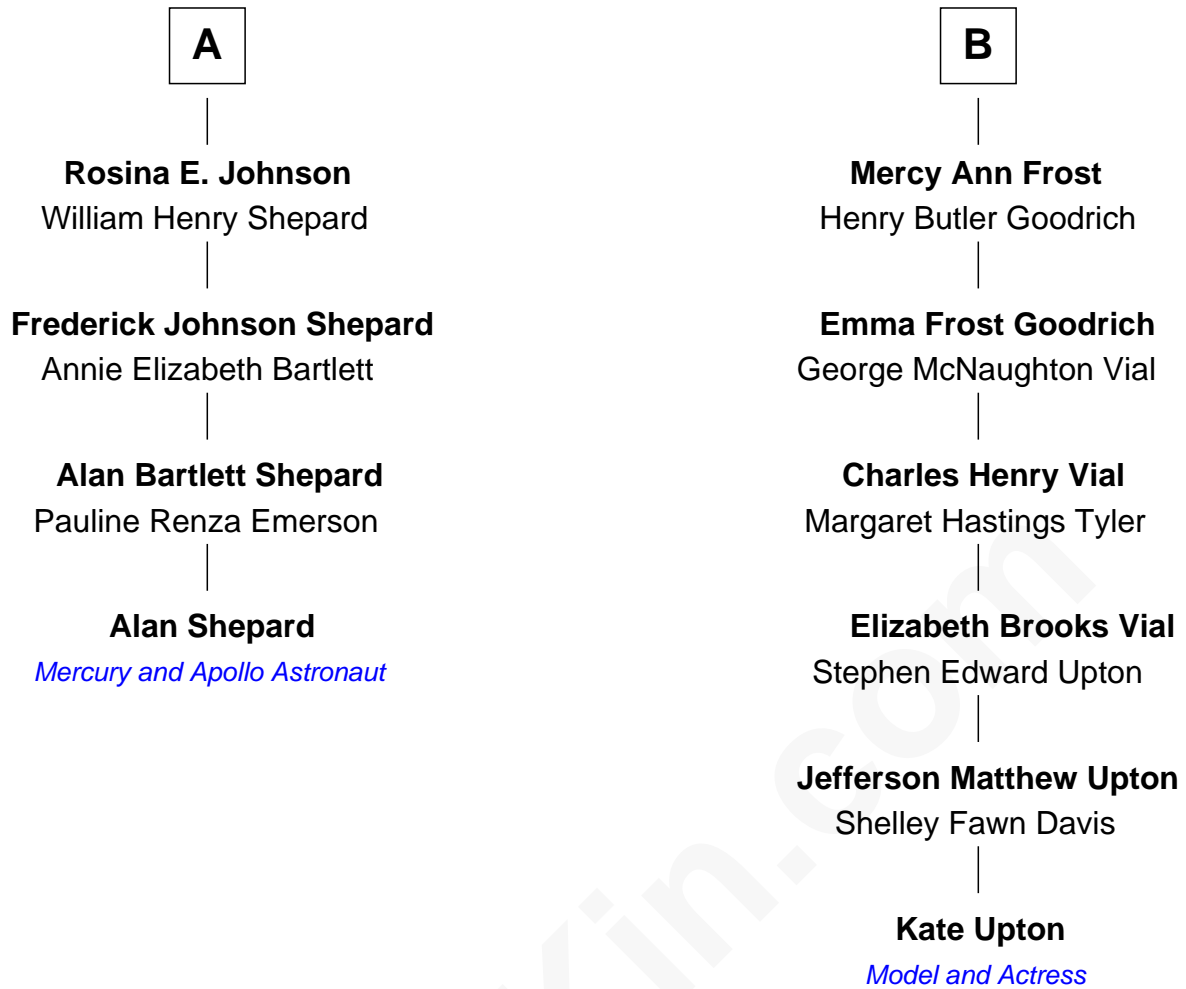 A
Rosina E. Johnson
William Henry Shepard
Frederick Johnson Shepard
Annie Elizabeth Bartlett
Alan Bartlett Shepard
Pauline Renza Emerson
Alan Shepard
Mercury and Apollo Astronaut
B
Mercy Ann Frost
Henry Butler Goodrich
Emma Frost Goodrich
George McNaughton Vial
Charles Henry Vial
Margaret Hastings Tyler
Elizabeth Brooks Vial
Stephen Edward Upton
Jefferson Matthew Upton
Shelley Fawn Davis
Kate Upton
Model and Actress
Kin.com